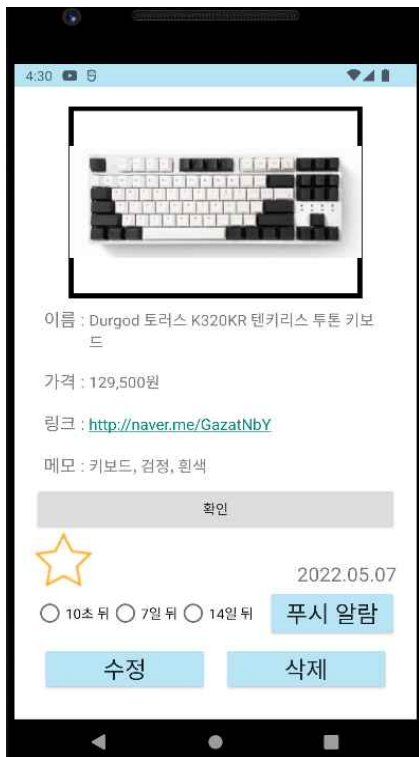 4:30
이름 : Durgod 토러스 K320KR 텐키리스 투톤 키보
드
가격 : 129,500원
링크 : http://naver.me/GazatNbY
메모 : 키보드, 검정, 흰색
확인
2022.05.07
10초 뒤 7일 뒤 14일 뒤 푸시 알람
수정 삭제